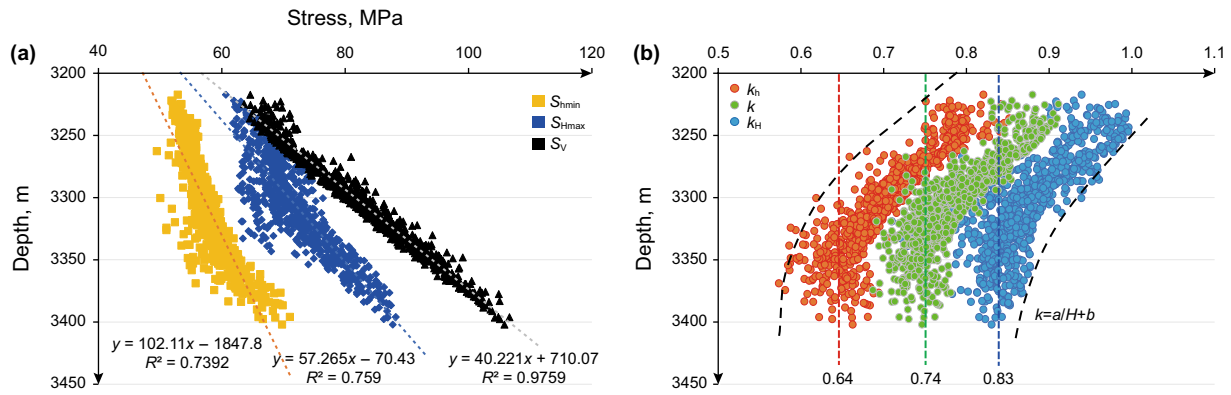 Stress, MPa
(a)
40
60
80
100
120
3200
3250
3300
3350
3400
3450
Depth, m
Shmin
SHmax
SV
y = 102.11x − 1847.8
R² = 0.7392
y = 57.265x − 70.43
R² = 0.759
y = 40.221x + 710.07
R² = 0.9759
(b)
0.5
0.6
0.7
0.8
0.9
1.0
1.1
3200
3250
3300
3350
3400
3450
Depth, m
kh
k
kH
k=a/H+b
0.64
0.74
0.83